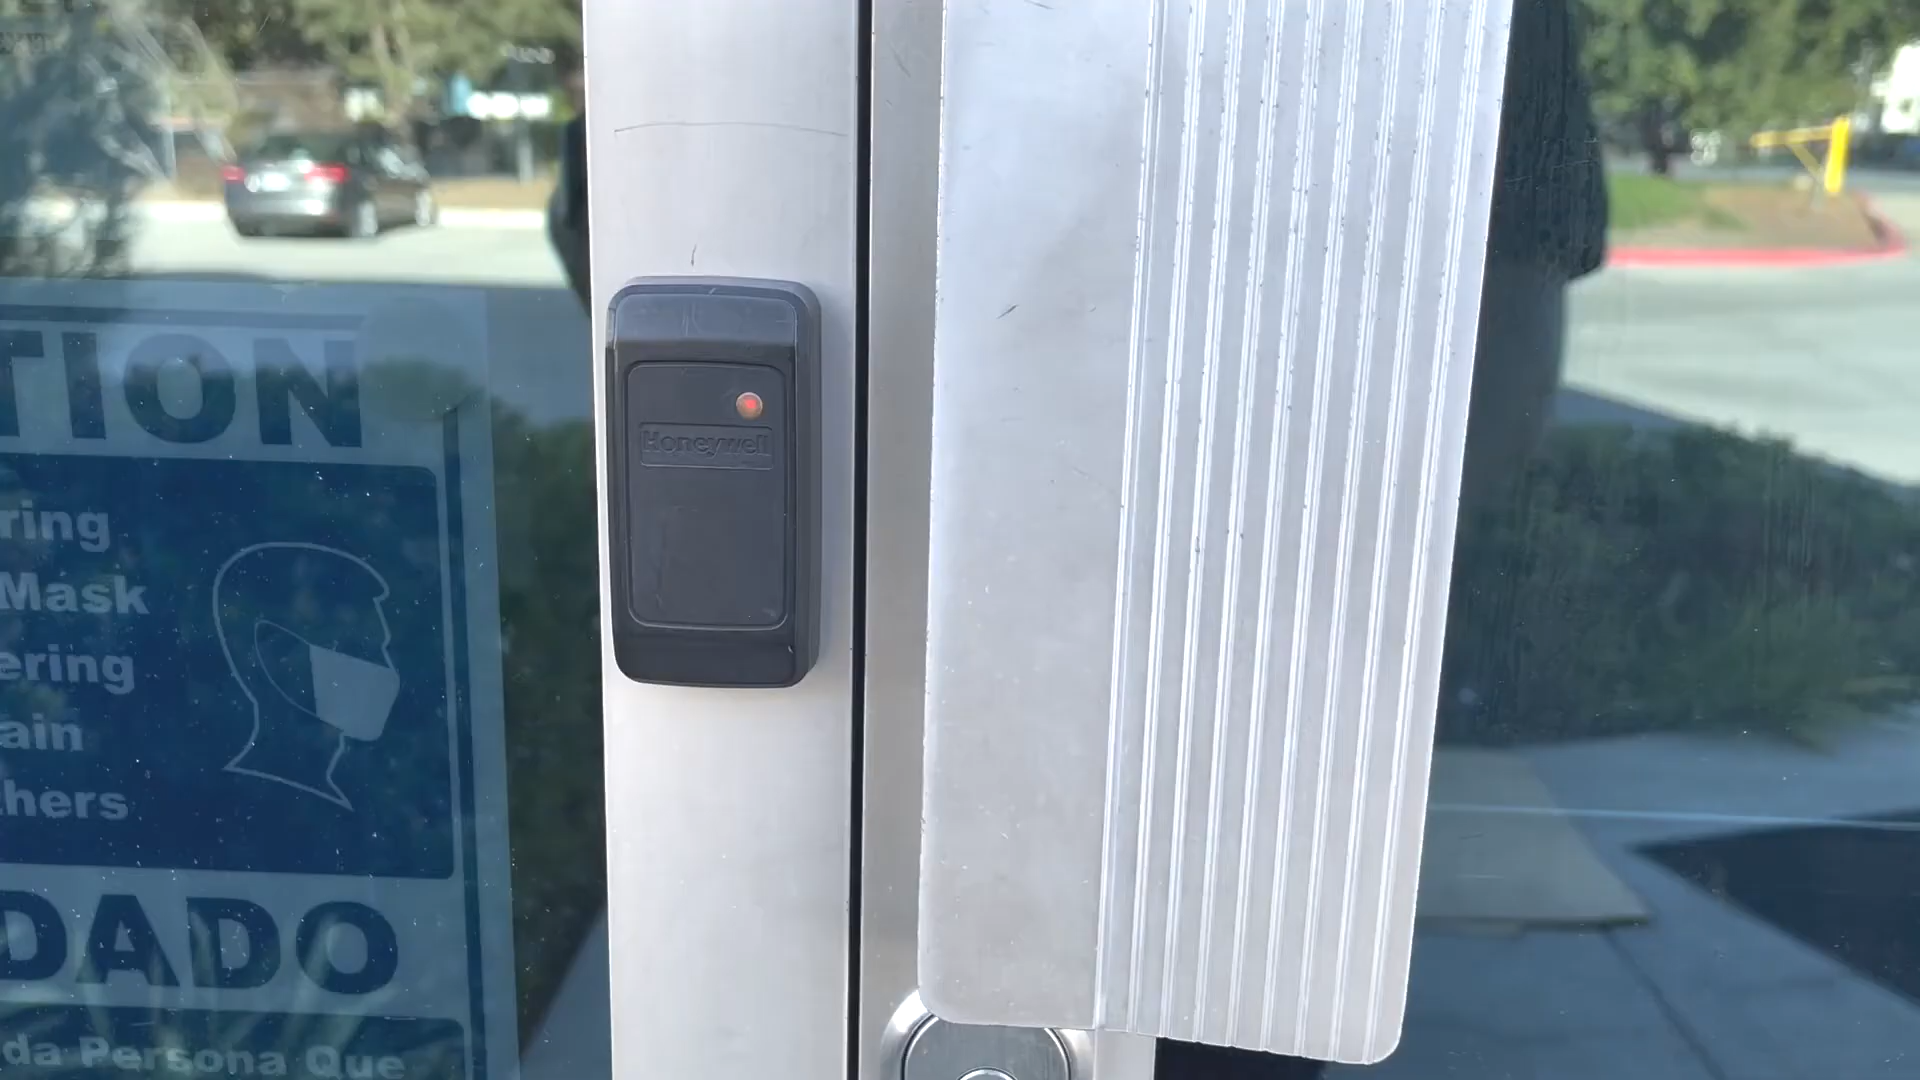 TION
ring
Mask
ering
ain
hers
DADO
da Persona Que
Honeywell